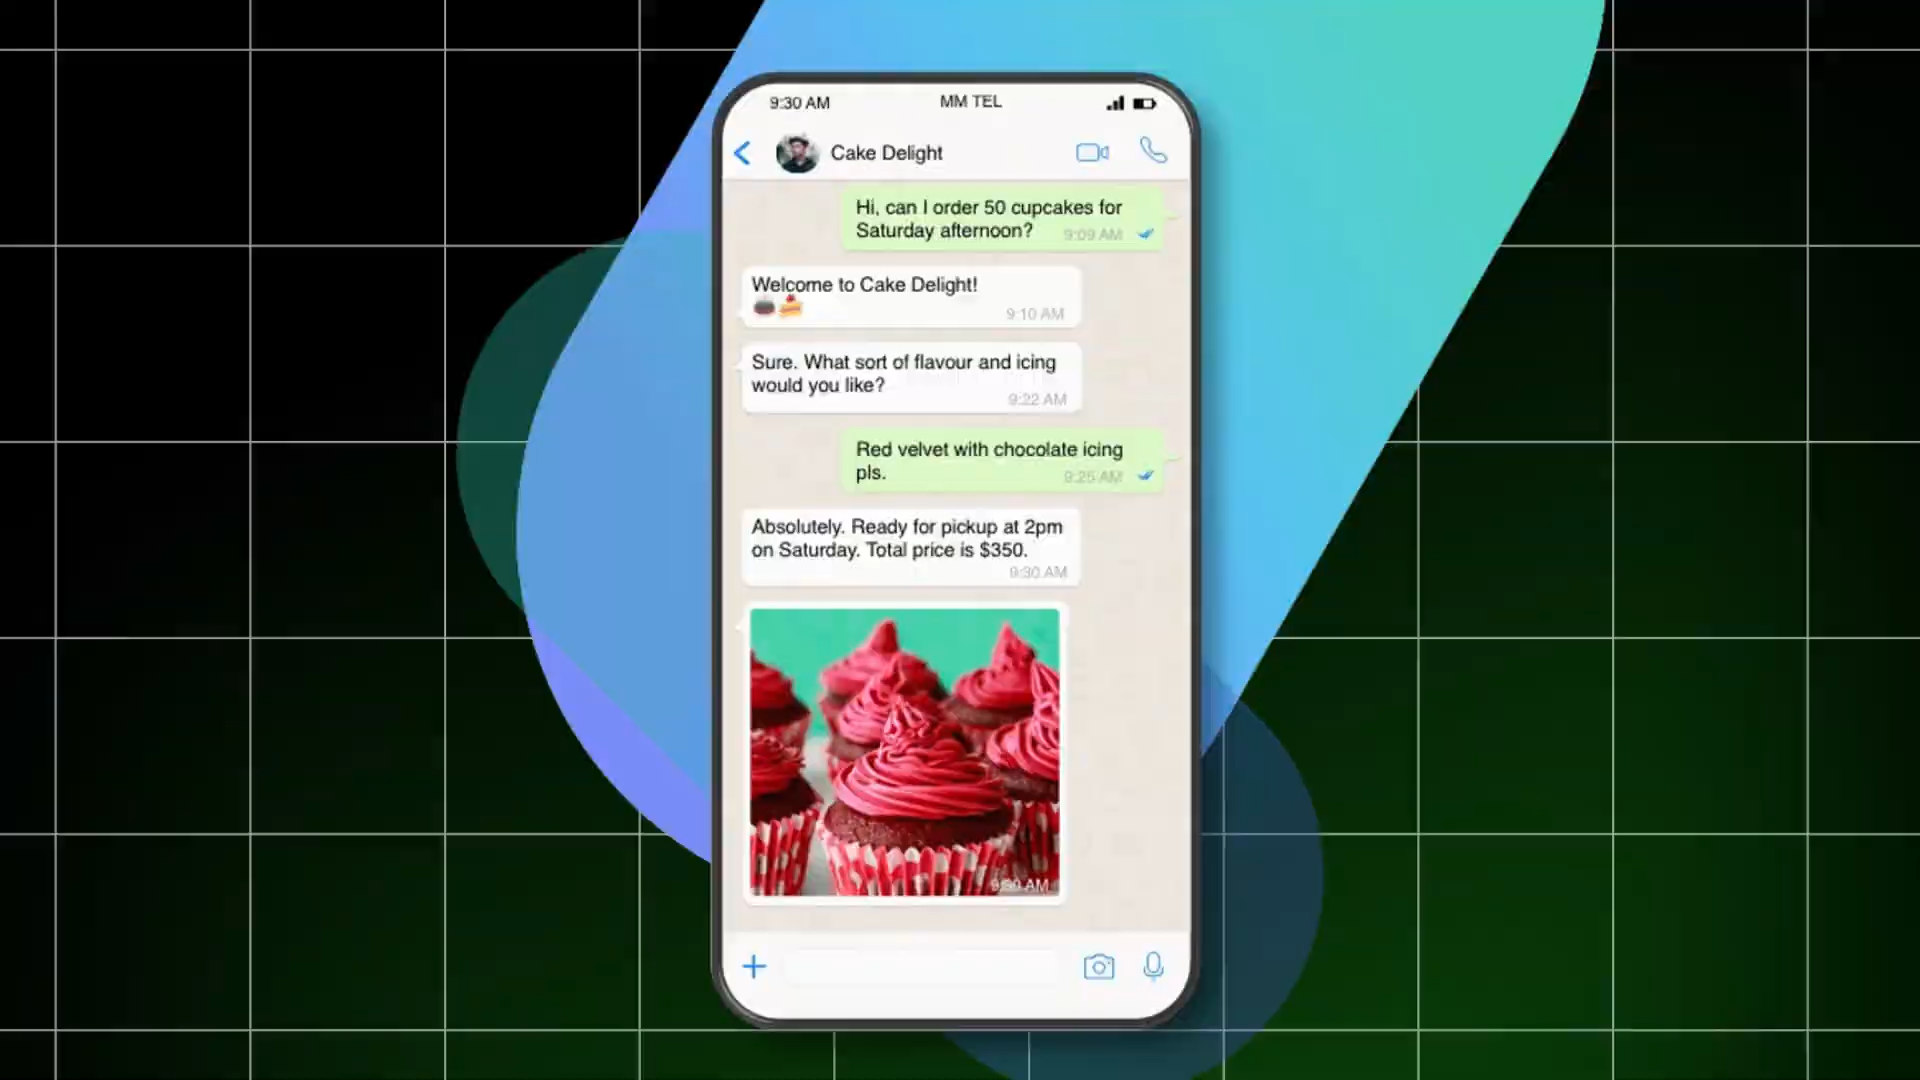 9:30 AM MM TEL
Cake Delight
Hi, can I order 50 cupcakes for
Saturday afternoon? 9:09 AM
Welcome to Cake Delight!
9:10 AM
Sure. What sort of flavour and icing
would you like?
9:22 AM
Red velvet with chocolate icing
pls. 9:25 AM
Absolutely. Ready for pickup at 2pm
on Saturday. Total price is $350.
9:30 AM
9:30 AM